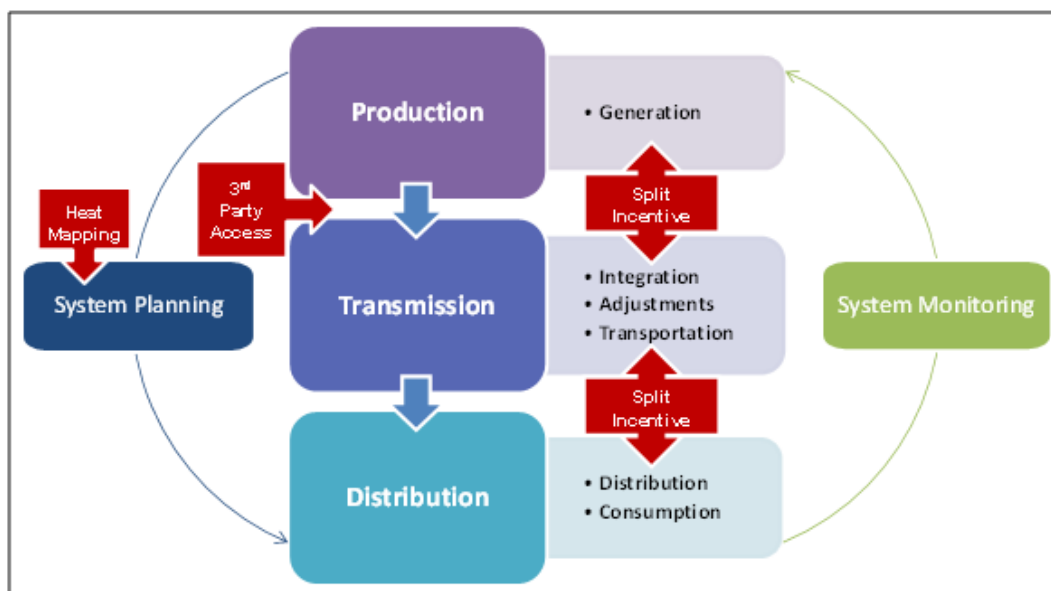 Production
• Generation
3rd
Party
Access
Split
Incentive
Heat
Mapping
System Planning
Transmission
• Integration
• Adjustments
• Transportation
System Monitoring
Split
Incentive
Distribution
• Distribution
• Consumption